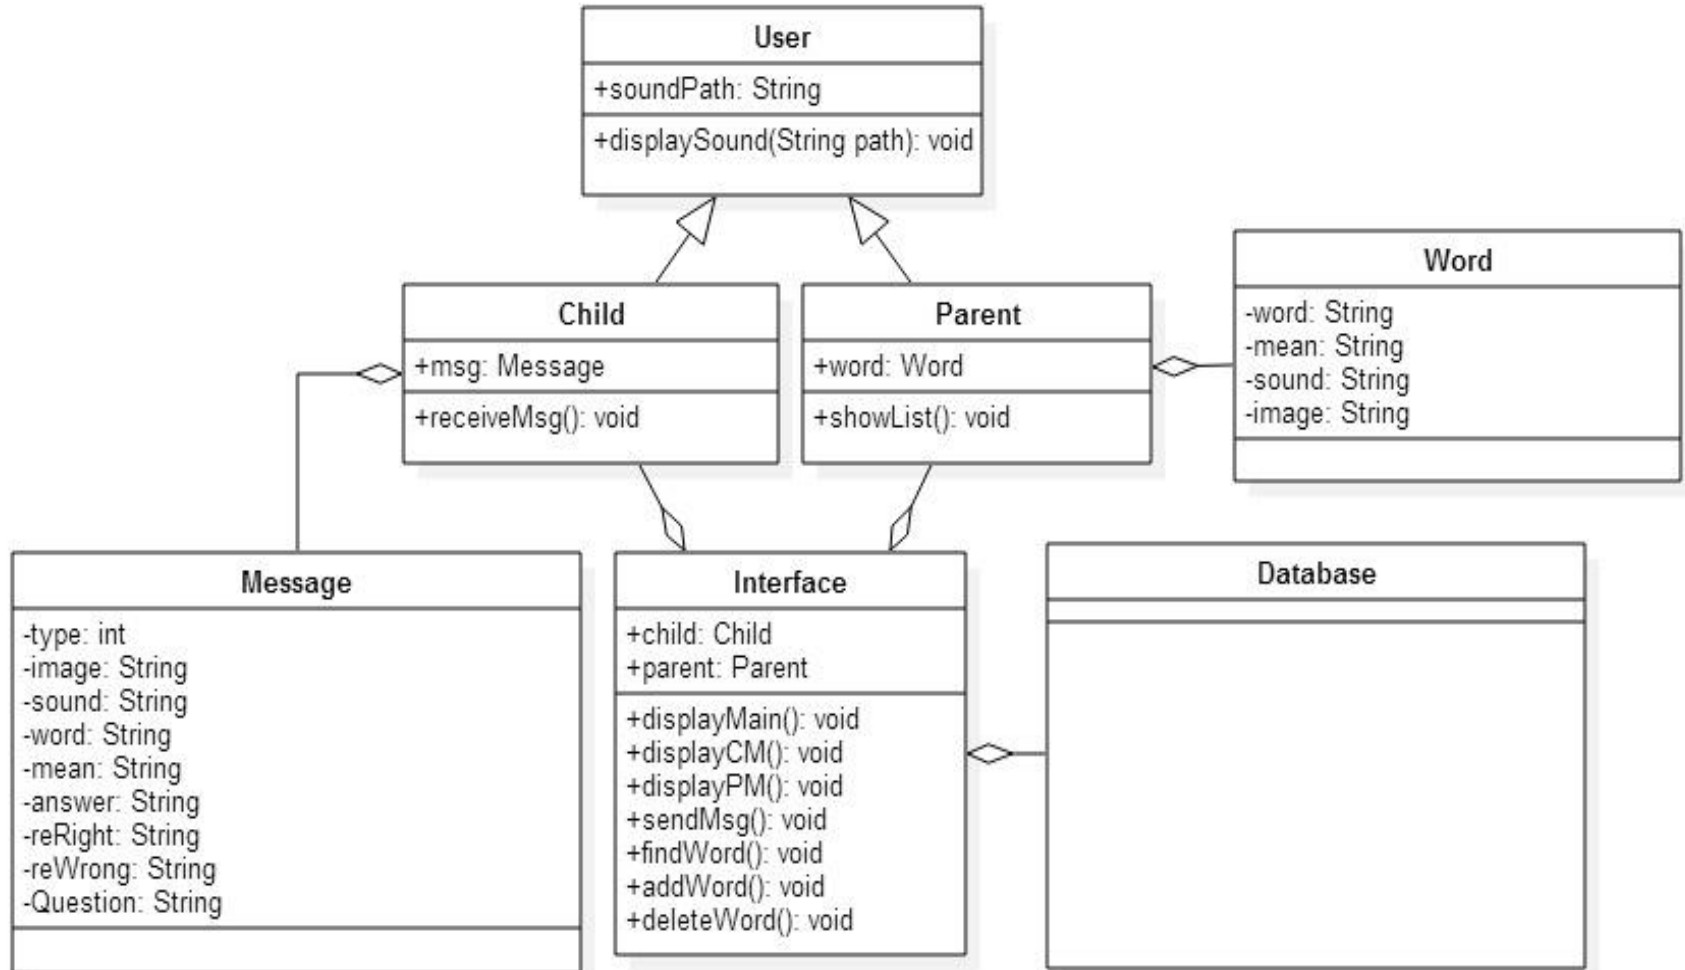 User
+soundPath: String
+displaySound(String path): void
Child
+msg: Message
+receiveMsg(): void
Parent
+word: Word
+showList(): void
Word
-word: String
-mean: String
-sound: String
-image: String
Message
-type: int
-image: String
-sound: String
-word: String
-mean: String
-answer: String
-reRight: String
-reWrong: String
-Question: String
Interface
+child: Child
+parent: Parent
+displayMain(): void
+displayCM(): void
+displayPM(): void
+sendMsg(): void
+findWord(): void
+addWord(): void
+deleteWord(): void
Database